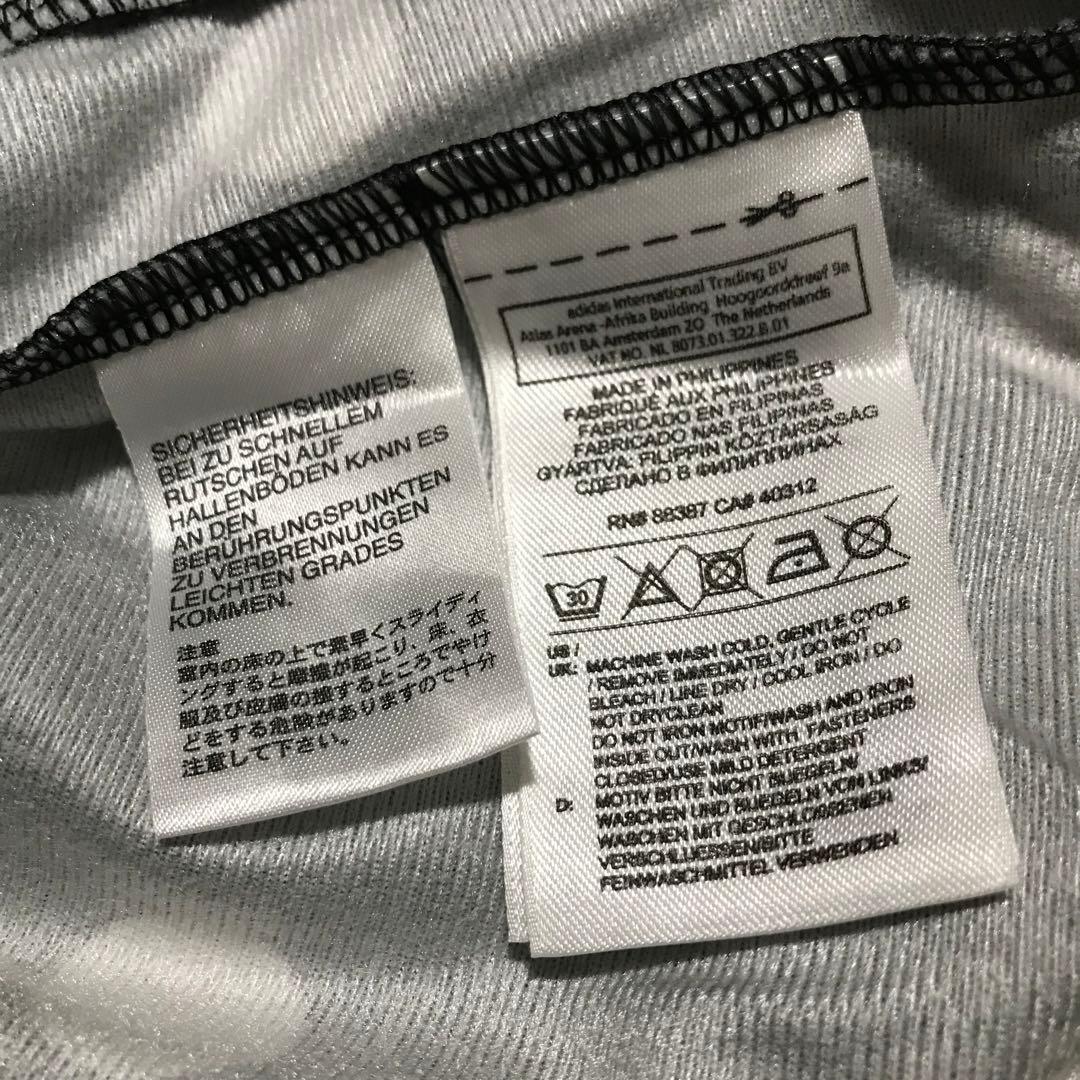 SICHERHEITSHINWEIS:
BEI ZU SCHNELLEM
RUTSCHEN AUF
HALLENBÖDEN KANN ES
AN DEN
BERÜHRUNGSPUNKTEN
ZU VERBRENNUNGEN
LEICHTEN GRADES
KOMMEN.
注意
室内の床の上で素早くスライディ
ングすると摩擦が起こり、床、衣
服及び皮膚の接するところでやけ
どをする危険がありますので十分
注意して下さい。
adidas International Trading BV
Atlas Arena-Afrika Building Hoogoorddreef 9a
1101 BA Amsterdam ZO The Netherlands
VAT NO. NL 8073.01.322.B.01
MADE IN PHILIPPINES
FABRIQUÉ AUX PHILIPPINES
FABRICADO EN FILIPINAS
FABRICADO NAS FILIPINAS
GYÁRTVA: FILIPPIN KÖZTÁRSASÁG
СДЕЛАНО В ФИЛИППИНАХ
RN# 88387 CA# 40312
30
US /
UK: MACHINE WASH COLD, GENTLE CYCLE
/ REMOVE IMMEDIATELY / DO NOT
BLEACH / LINE DRY / COOL IRON / DO
NOT DRYCLEAN
DO NOT IRON MOTIF/WASH AND IRON
INSIDE OUT/WASH WITH FASTENERS
CLOSED/USE MILD DETERGENT
D: MOTIV BITTE NICHT BUEGELN/
WASCHEN UND BUEGELN VON LINKS/
WASCHEN MIT GESCHLOSSENEN
VERSCHLUESSEN/BITTE
FEINWASCHMITTEL VERWENDEN